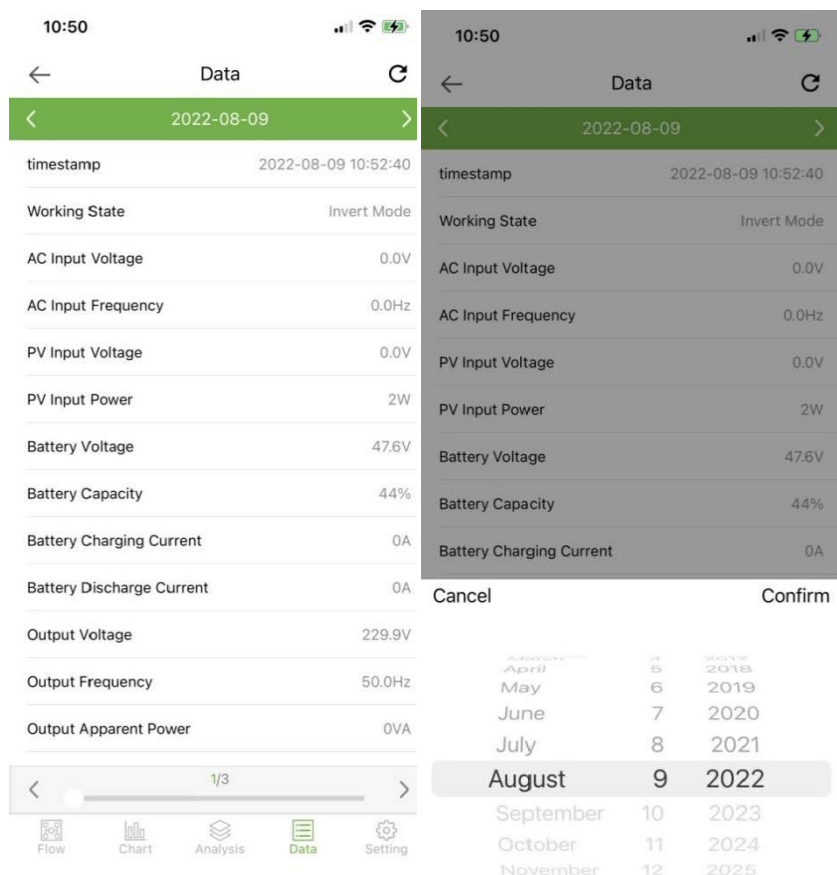 10:50
Data
2022-08-09
timestamp 2022-08-09 10:52:40
Working State Invert Mode
AC Input Voltage 0.0V
AC Input Frequency 0.0Hz
PV Input Voltage 0.0V
PV Input Power 2W
Battery Voltage 47.6V
Battery Capacity 44%
Battery Charging Current 0A
Battery Discharge Current 0A
Output Voltage 229.9V
Output Frequency 50.0Hz
Output Apparent Power 0VA
1/3
Flow Chart Analysis Data Setting
10:50
Data
2022-08-09
timestamp 2022-08-09 10:52:40
Working State Invert Mode
AC Input Voltage 0.0V
AC Input Frequency 0.0Hz
PV Input Voltage 0.0V
PV Input Power 2W
Battery Voltage 47.6V
Battery Capacity 44%
Battery Charging Current 0A
Cancel Confirm
April 5 2018
May 6 2019
June 7 2020
July 8 2021
August 9 2022
September 10 2023
October 11 2024
November 12 2025